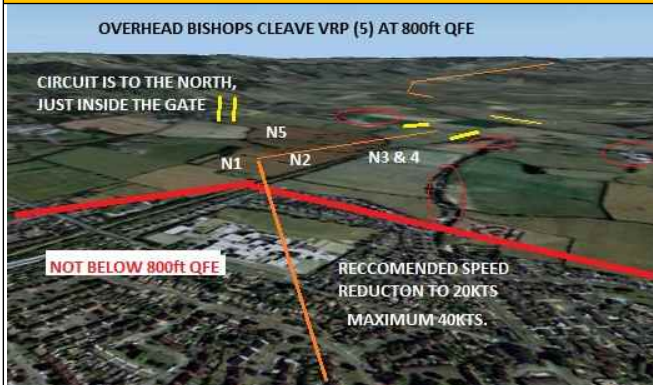 OVERHEAD BISHOPS CLEAVE VRP (5) AT 800ft QFE
CIRCUIT IS TO THE NORTH,
JUST INSIDE THE GATE
N5
N1
N2
N3 & 4
NOT BELOW 800ft QFE
RECCOMENDED SPEED
REDUCTON TO 20KTS
MAXIMUM 40KTS.